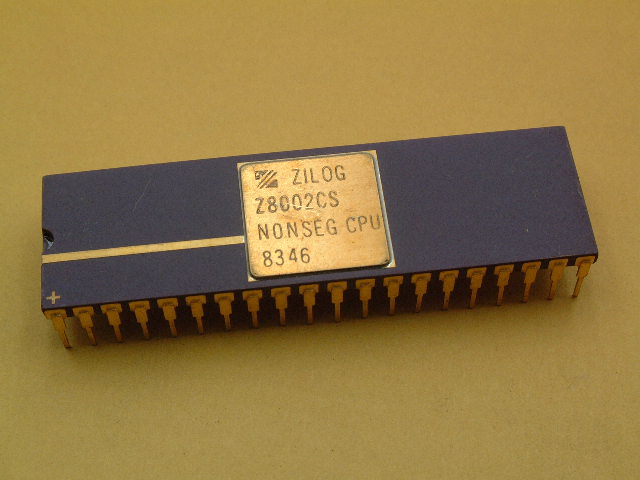 ZILOG
Z8002CS
NONSEG CPU
8346
+